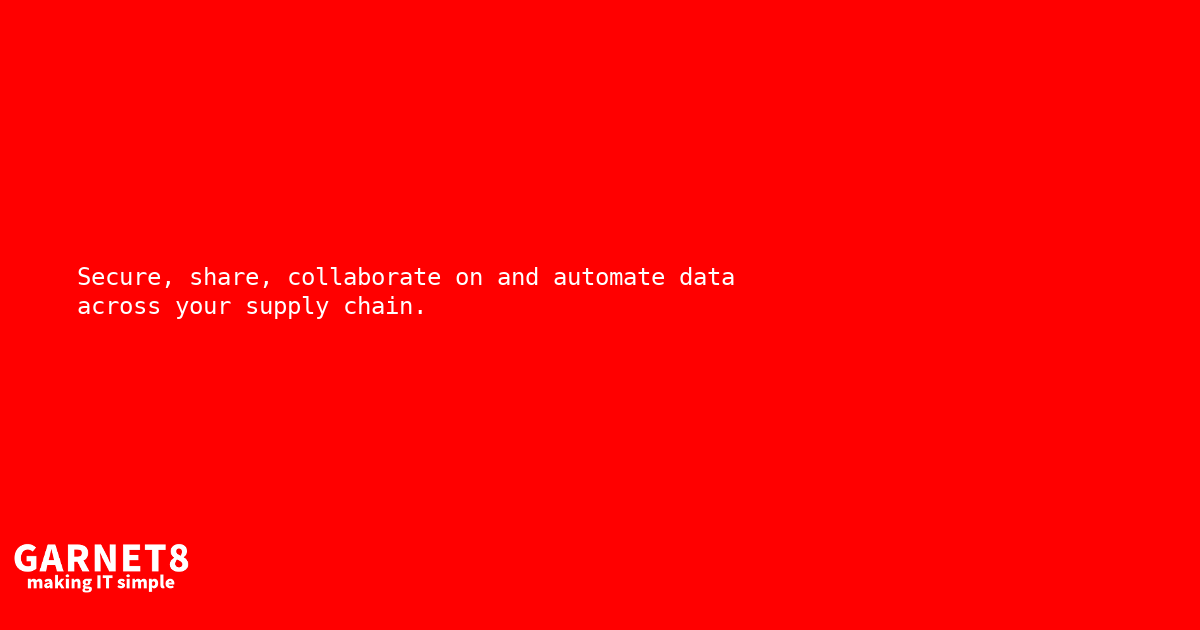 Secure, share, collaborate on and automate data
across your supply chain.
GARNET8
making IT simple